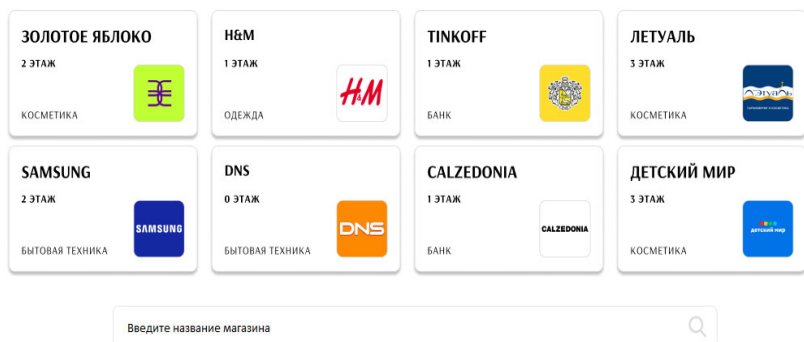 ЗОЛОТОЕ ЯБЛОКО
2 ЭТАЖ
КОСМЕТИКА
H&M
1 ЭТАЖ
H&M
ОДЕЖДА
TINKOFF
1 ЭТАЖ
БАНК
ЛЕТУАЛЬ
3 ЭТАЖ
Л'ЭТУАЛЬ
КОСМЕТИКА
SAMSUNG
2 ЭТАЖ
SAMSUNG
БЫТОВАЯ ТЕХНИКА
DNS
0 ЭТАЖ
DNS
БЫТОВАЯ ТЕХНИКА
CALZEDONIA
1 ЭТАЖ
CALZEDONIA
БАНК
ДЕТСКИЙ МИР
3 ЭТАЖ
детский мир
КОСМЕТИКА
Введите название магазина